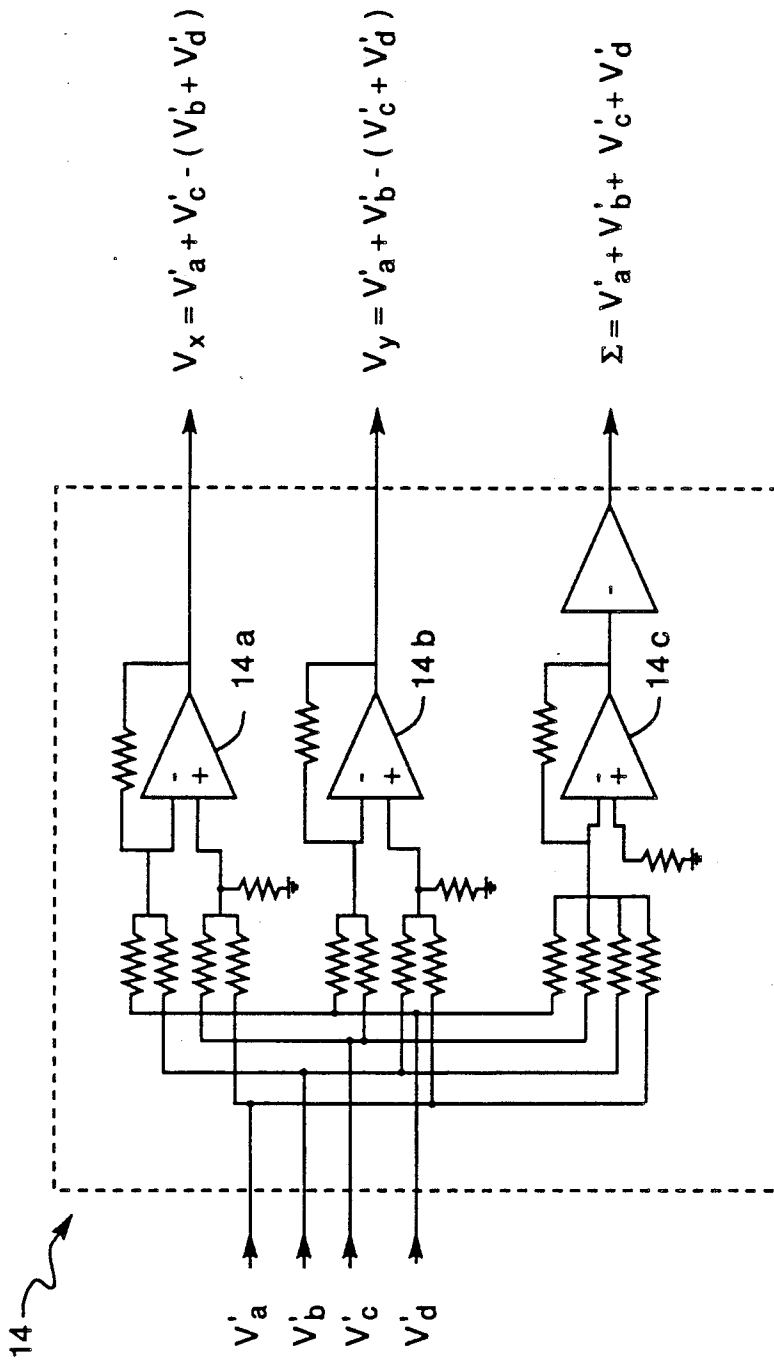 14
V'a
V'b
V'c
V'd
-
+
14a
-
+
14b
-
+
14c
-
Vx = V'a + V'c - ( V'b + V'd )
Vy = V'a + V'b - ( V'c + V'd )
Σ = V'a + V'b + V'c + V'd